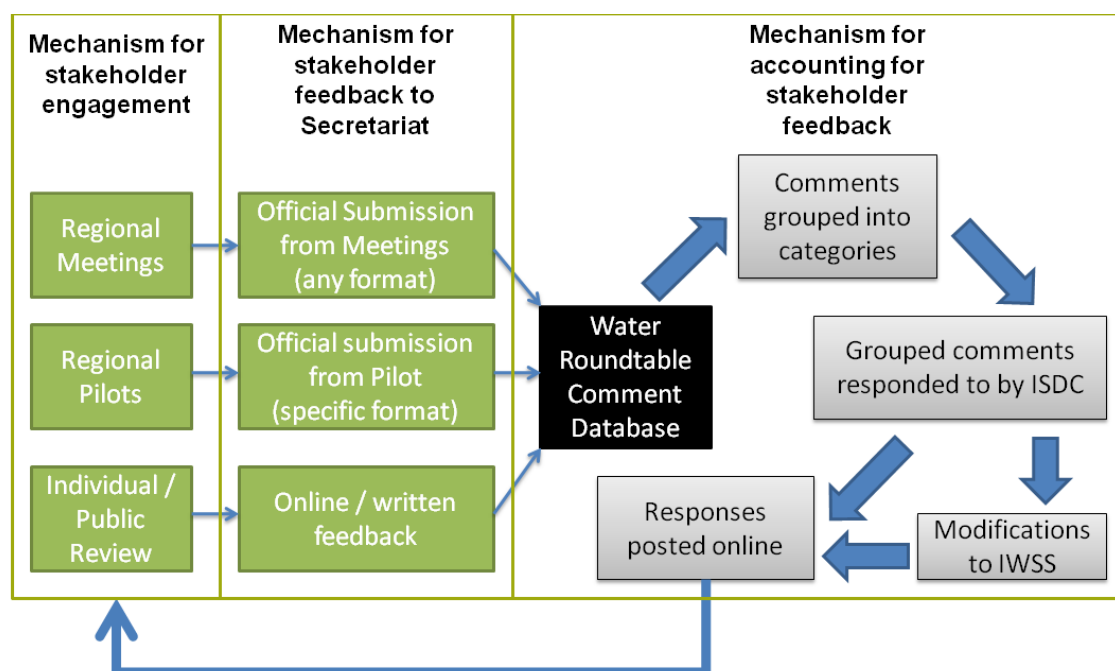 Mechanism for
stakeholder
engagement
Mechanism for
stakeholder
feedback to
Secretariat
Mechanism for
accounting for
stakeholder
feedback
Regional
Meetings
Official Submission
from Meetings
(any format)
Regional
Pilots
Official submission
from Pilot
(specific format)
Individual /
Public
Review
Online / written
feedback
Water
Roundtable
Comment
Database
Comments
grouped into
categories
Grouped comments
responded to by ISDC
Responses
posted online
Modifications
to IWSS